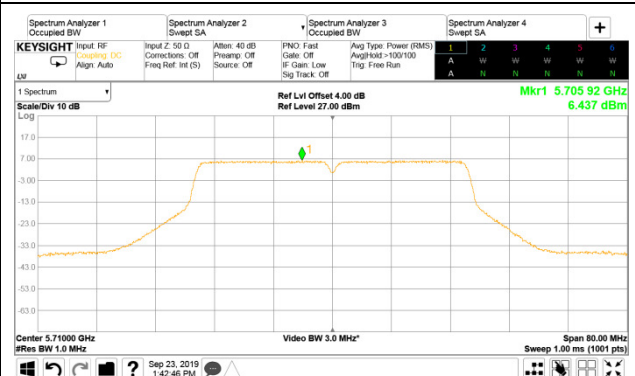 Spectrum Analyzer 1
Occupied BW
Spectrum Analyzer 2
Swept SA
Spectrum Analyzer 3
Occupied BW
Spectrum Analyzer 4
Swept SA
+
KEYSIGHT
Input: RF
Coupling: DC
Align: Auto
Input Z: 50 Ω
Corrections: Off
Freq Ref: Int (S)
Atten: 40 dB
Preamp: Off
Source: Off
PNO: Fast
Gate: Off
IF Gain: Low
Sig Track: Off
Avg Type: Power (RMS)
Avg|Hold:>100/100
Trig: Free Run
1 2 3 4 5 6
A W W W W W
A N N N N N
1 Spectrum
Scale/Div 10 dB
Log
Ref Lvl Offset 4.00 dB
Ref Level 27.00 dBm
Mkr1 5.705 92 GHz
6.437 dBm
17.0
7.00
-3.00
-13.0
-23.0
-33.0
-43.0
-53.0
-63.0
1
Center 5.71000 GHz
#Res BW 1.0 MHz
Video BW 3.0 MHz*
Span 80.00 MHz
Sweep 1.00 ms (1001 pts)
?
Sep 23, 2019
1:42:46 PM